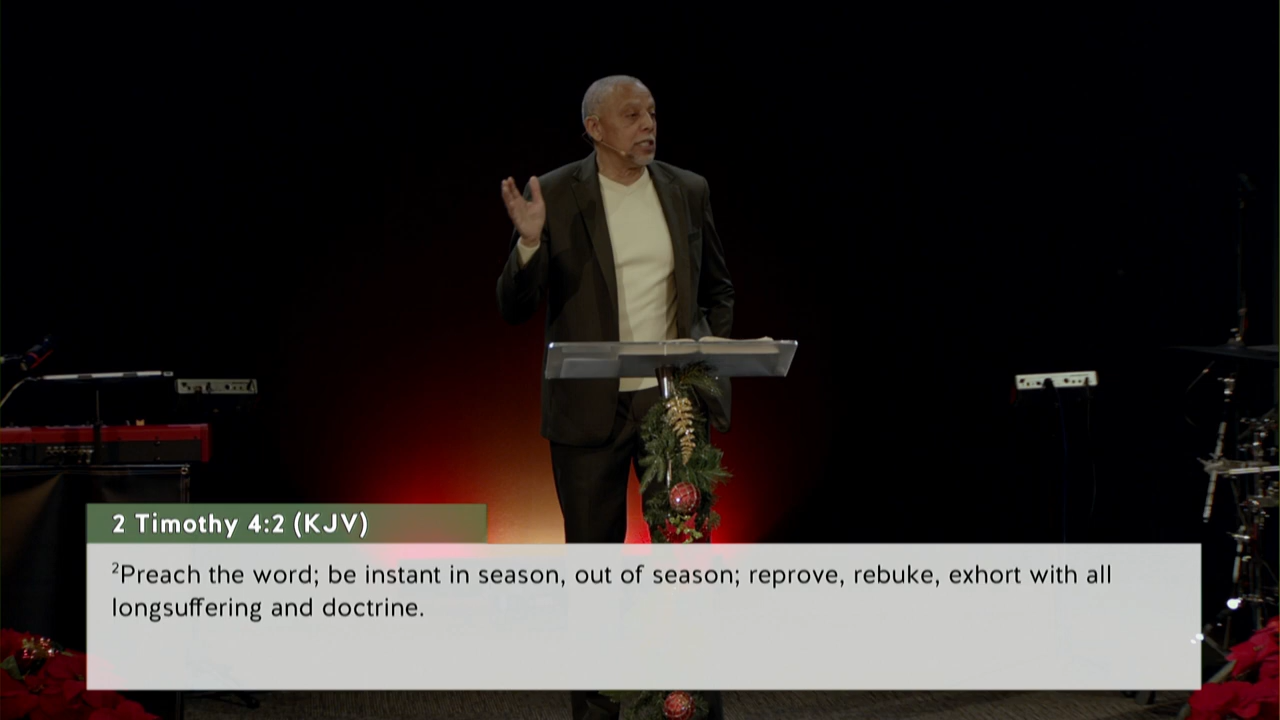 2 Timothy 4:2 (KJV)
²Preach the word; be instant in season, out of season; reprove, rebuke, exhort with all
longsuffering and doctrine.